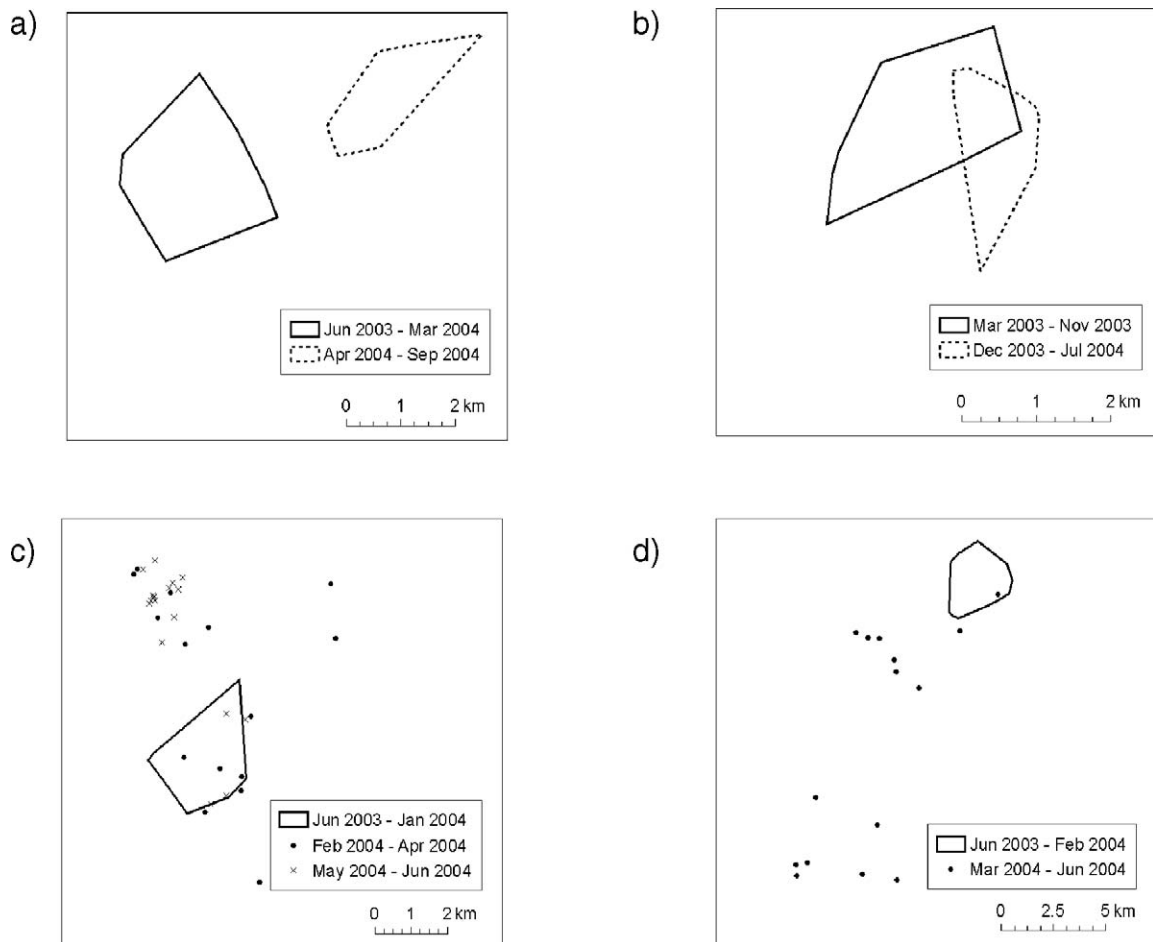 a)
Jun 2003 - Mar 2004
Apr 2004 - Sep 2004
0 1 2 km
b)
Mar 2003 - Nov 2003
Dec 2003 - Jul 2004
0 1 2 km
c)
Jun 2003 - Jan 2004
Feb 2004 - Apr 2004
May 2004 - Jun 2004
0 1 2 km
d)
Jun 2003 - Feb 2004
Mar 2004 - Jun 2004
0 2.5 5 km